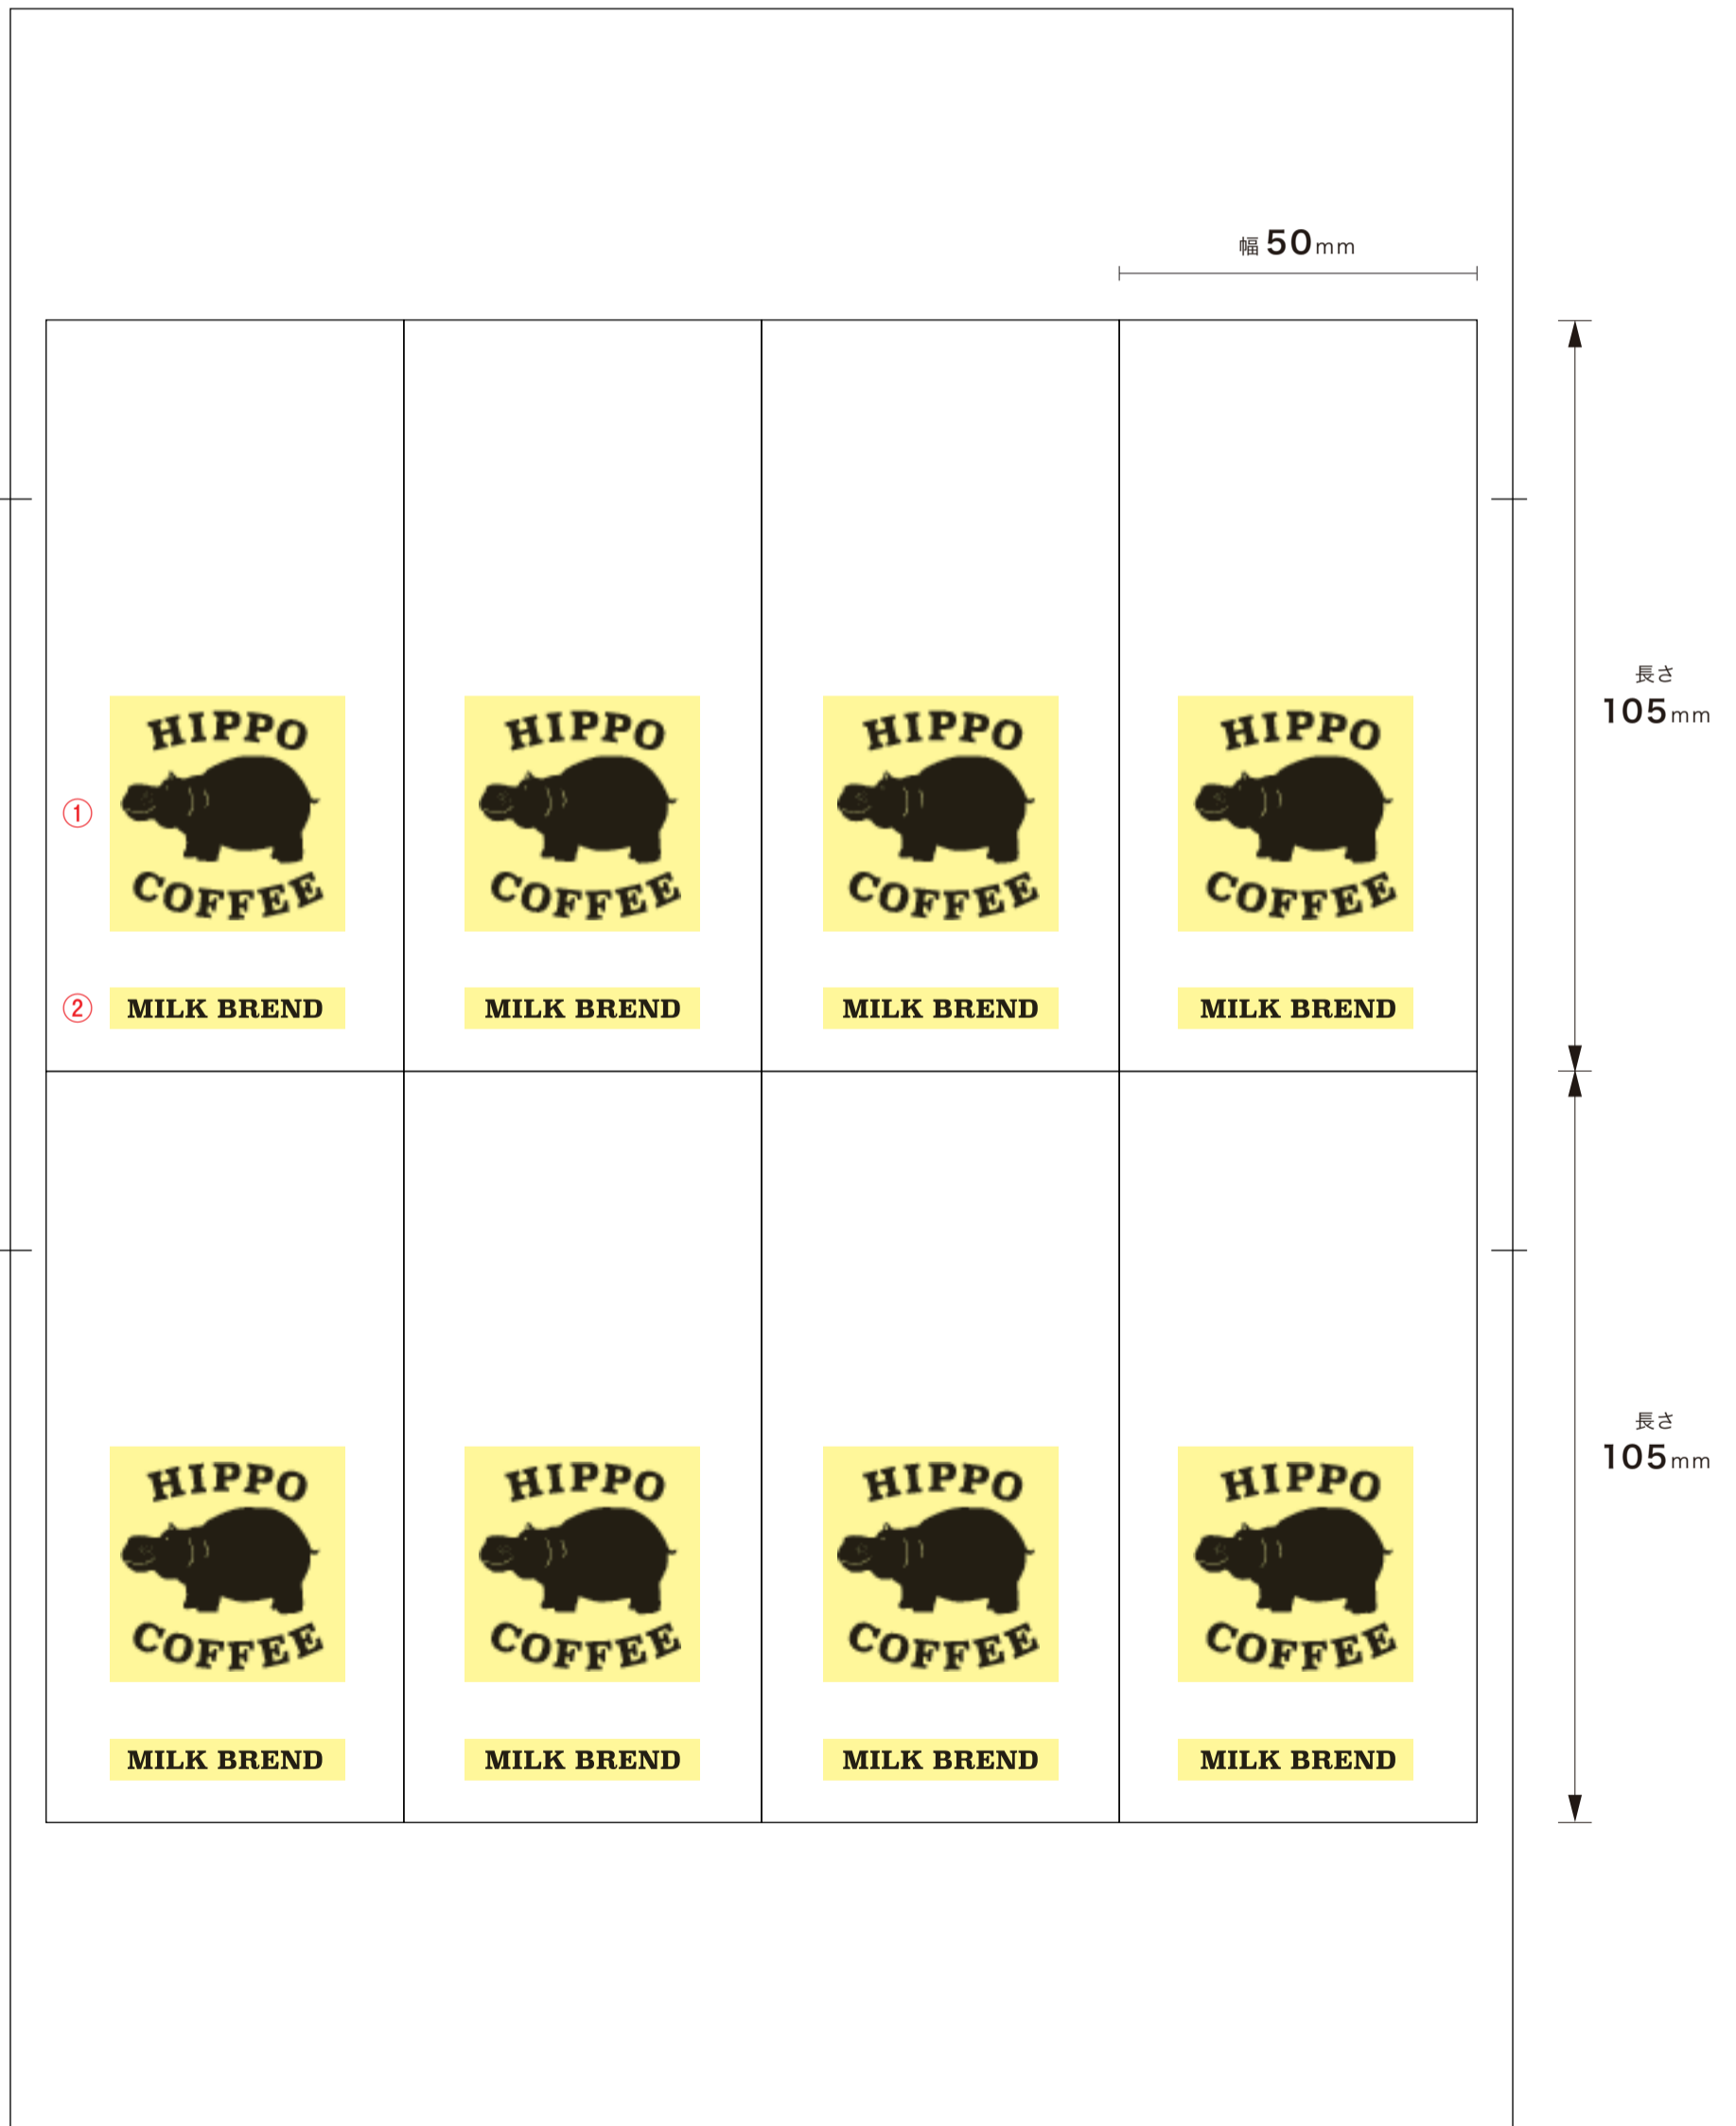 幅 50mm
HIPPO HIPPO HIPPO HIPPO
①
COFFEE COFFEE COFFEE COFFEE
② MILK BREND MILK BREND MILK BREND MILK BREND
長さ
105mm
HIPPO HIPPO HIPPO HIPPO
COFFEE COFFEE COFFEE COFFEE
MILK BREND MILK BREND MILK BREND MILK BREND
長さ
105mm